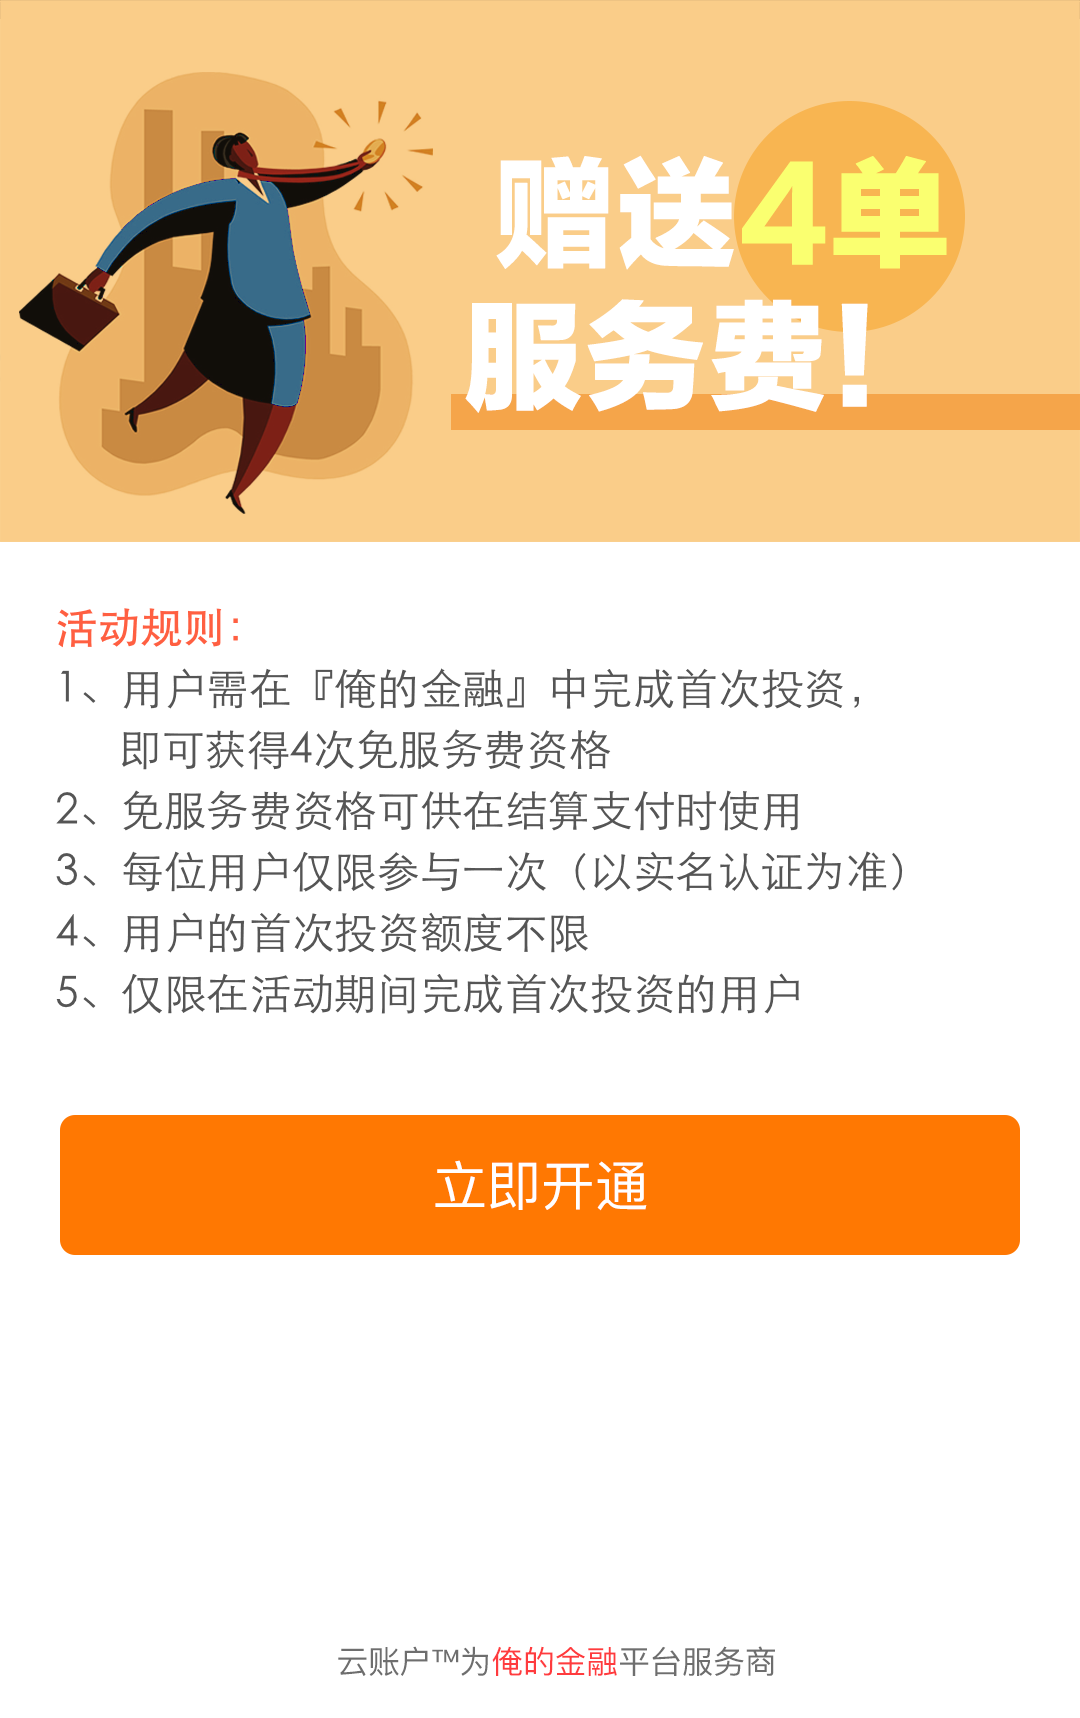 赠送4单
服务费!
活动规则：
1、用户需在『俺的金融』中完成首次投资，
即可获得4次免服务费资格
2、免服务费资格可供在结算支付时使用
3、每位用户仅限参与一次（以实名认证为准）
4、用户的首次投资额度不限
5、仅限在活动期间完成首次投资的用户
立即开通
云账户™为俺的金融平台服务商